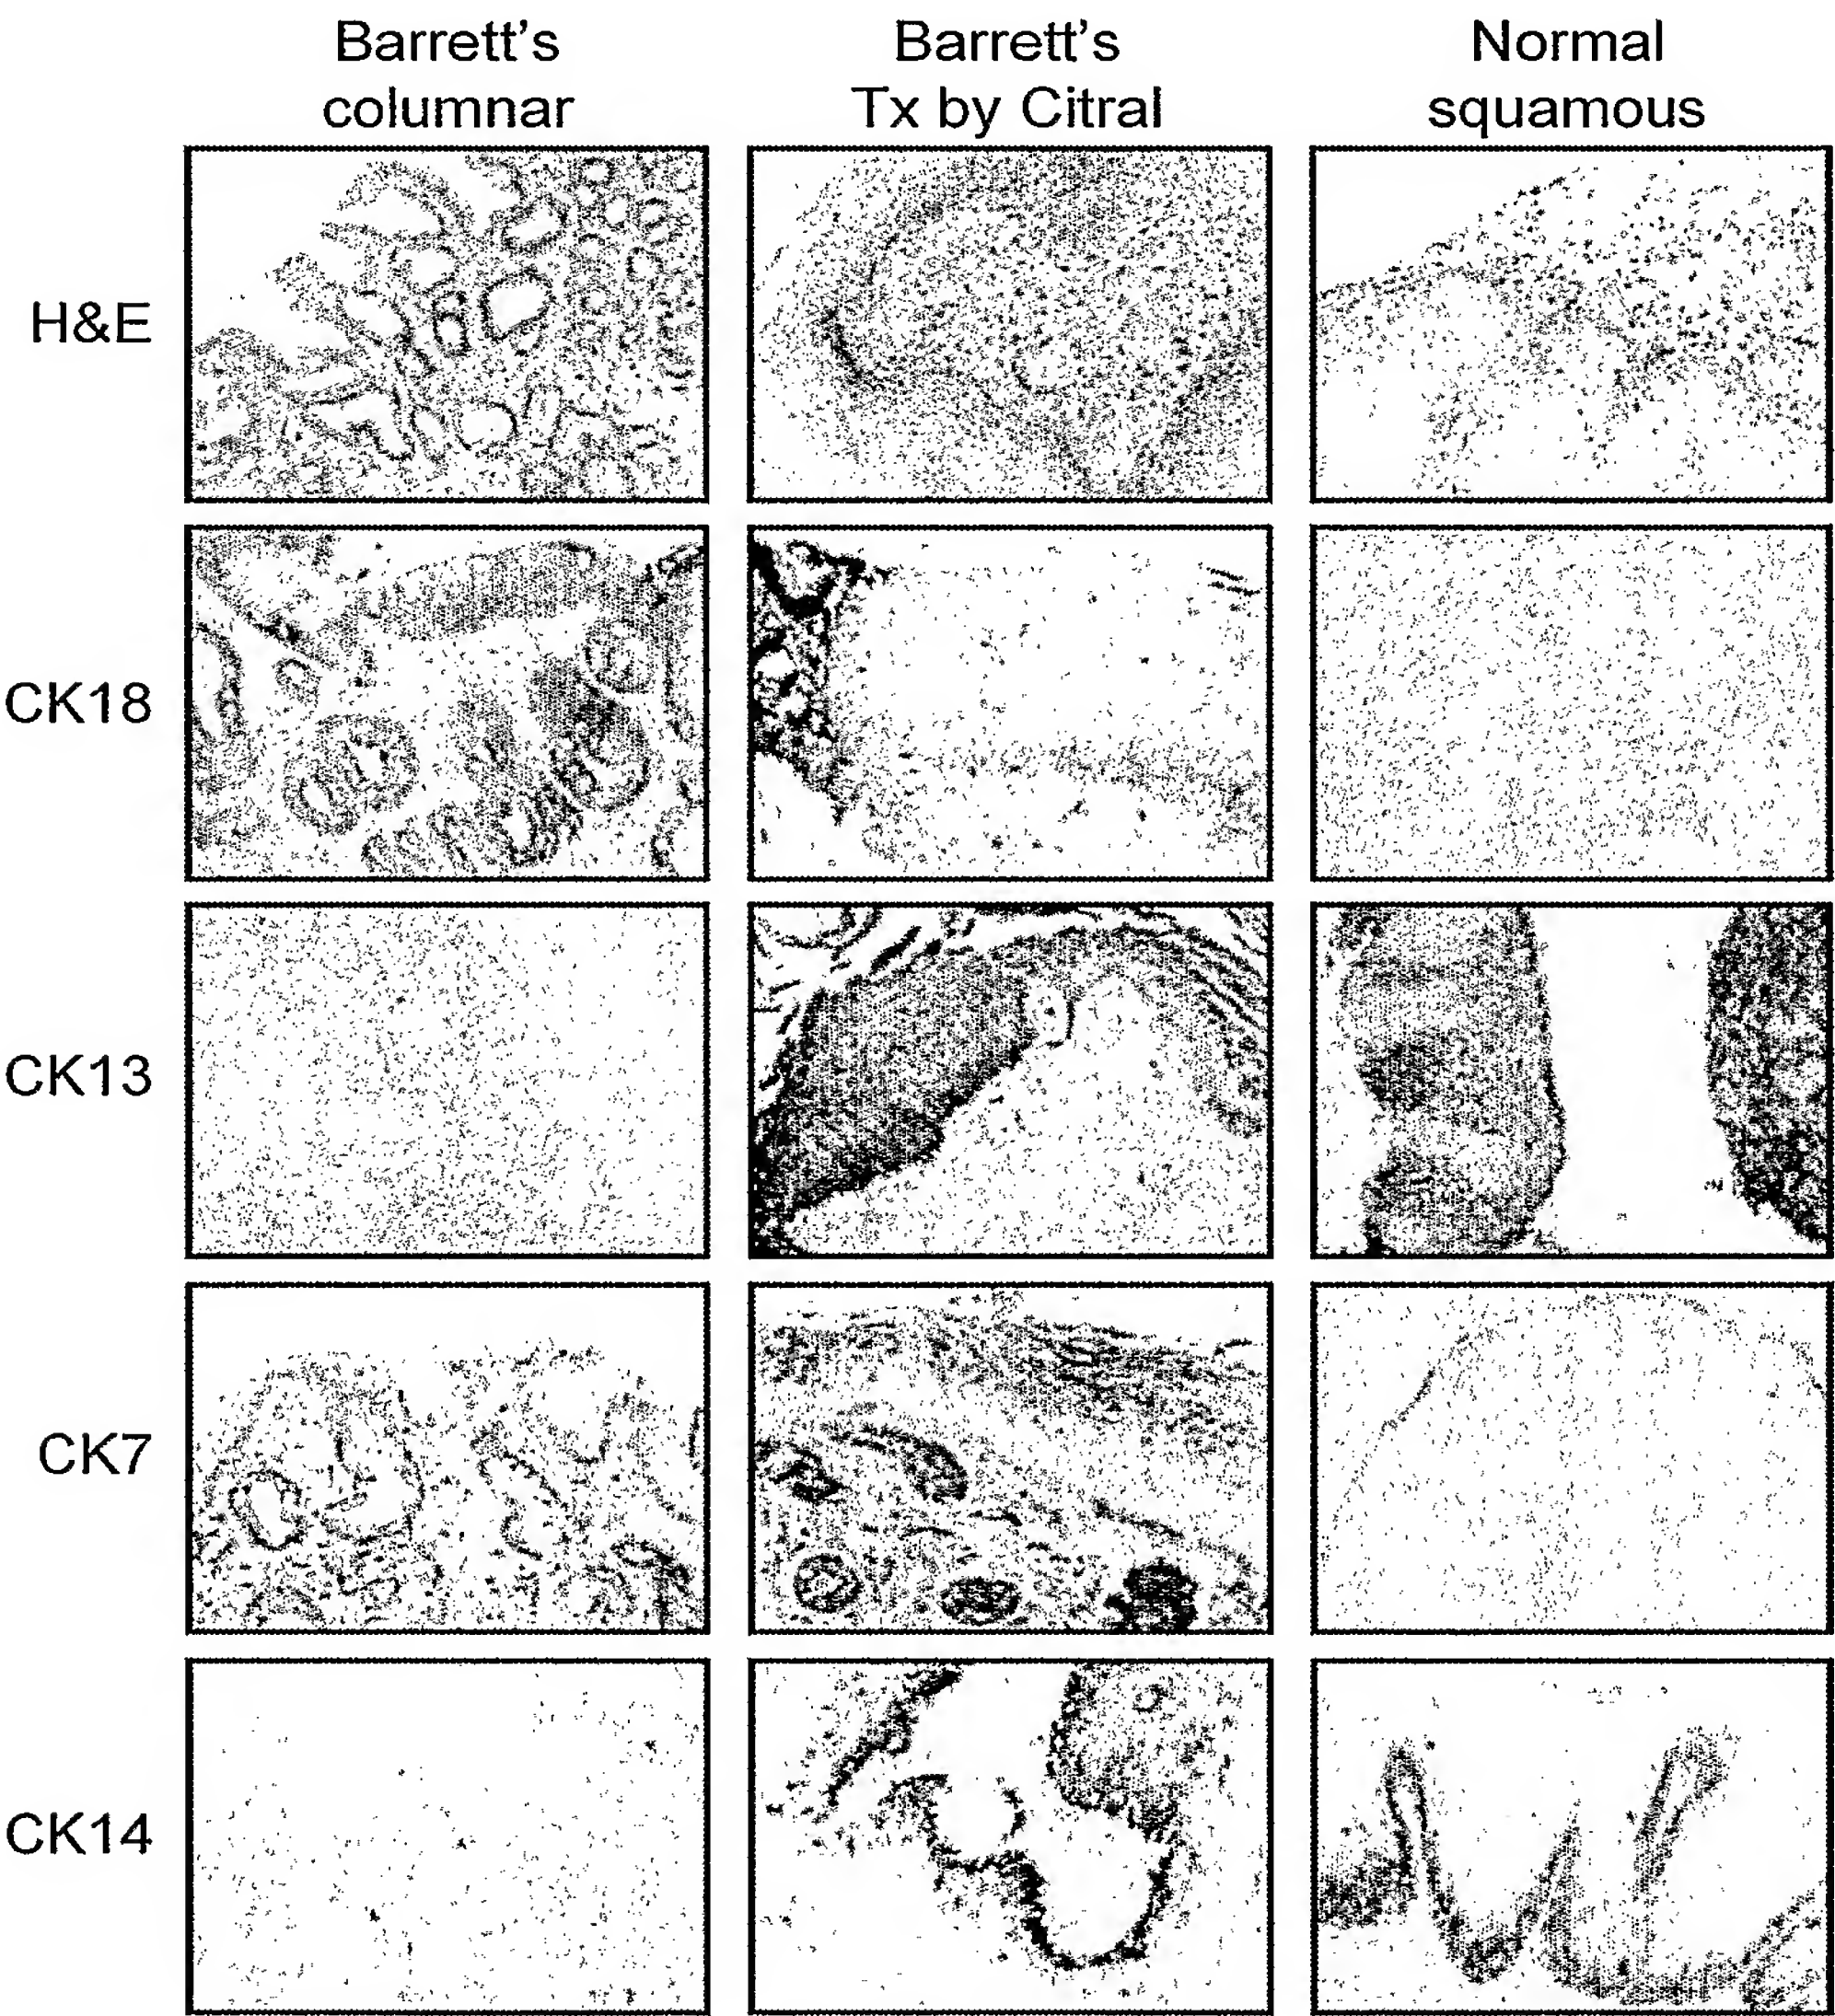 Barrett's
columnar
Barrett's
Tx by Citral
Normal
squamous
H&E
CK18
CK13
CK7
CK14